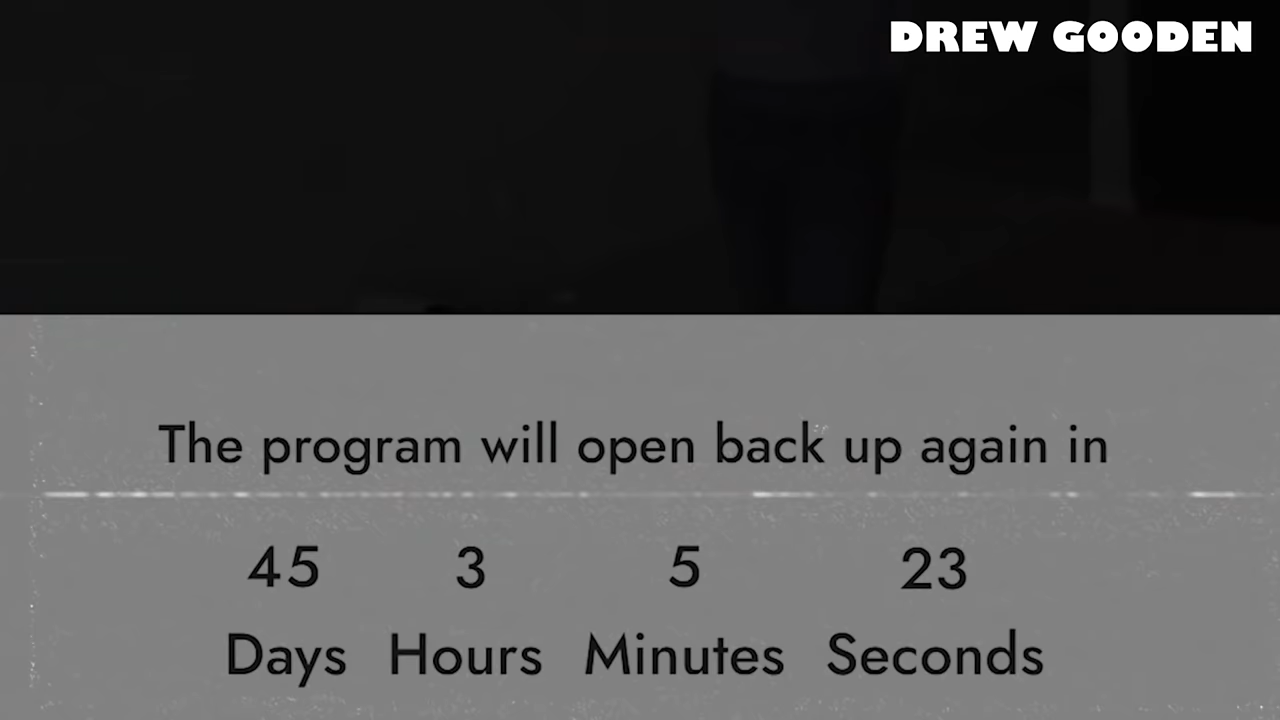 DREW GOODEN
The program will open back up again in
45 3 5 23
Days Hours Minutes Seconds